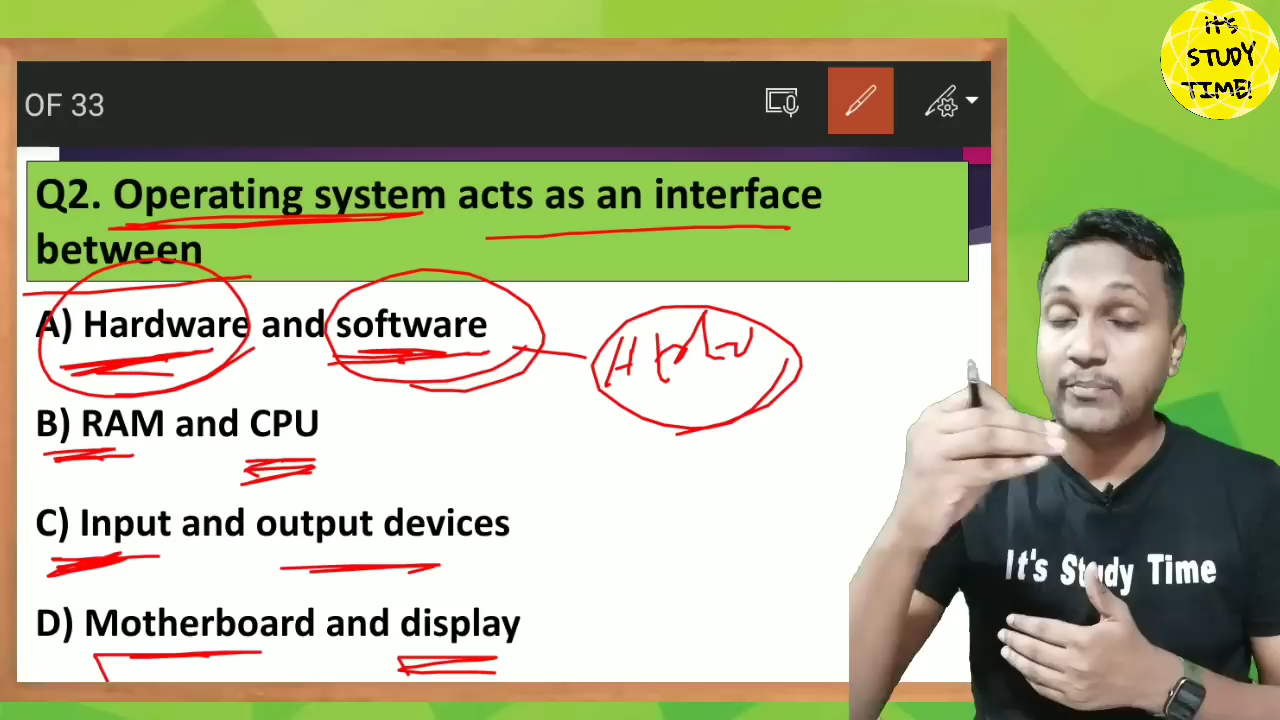 IT'S
STUDY
TIME!
OF 33
Q2. Operating system acts as an interface
between
A) Hardware and software
B) RAM and CPU
C) Input and output devices
D) Motherboard and display
It's Study Time